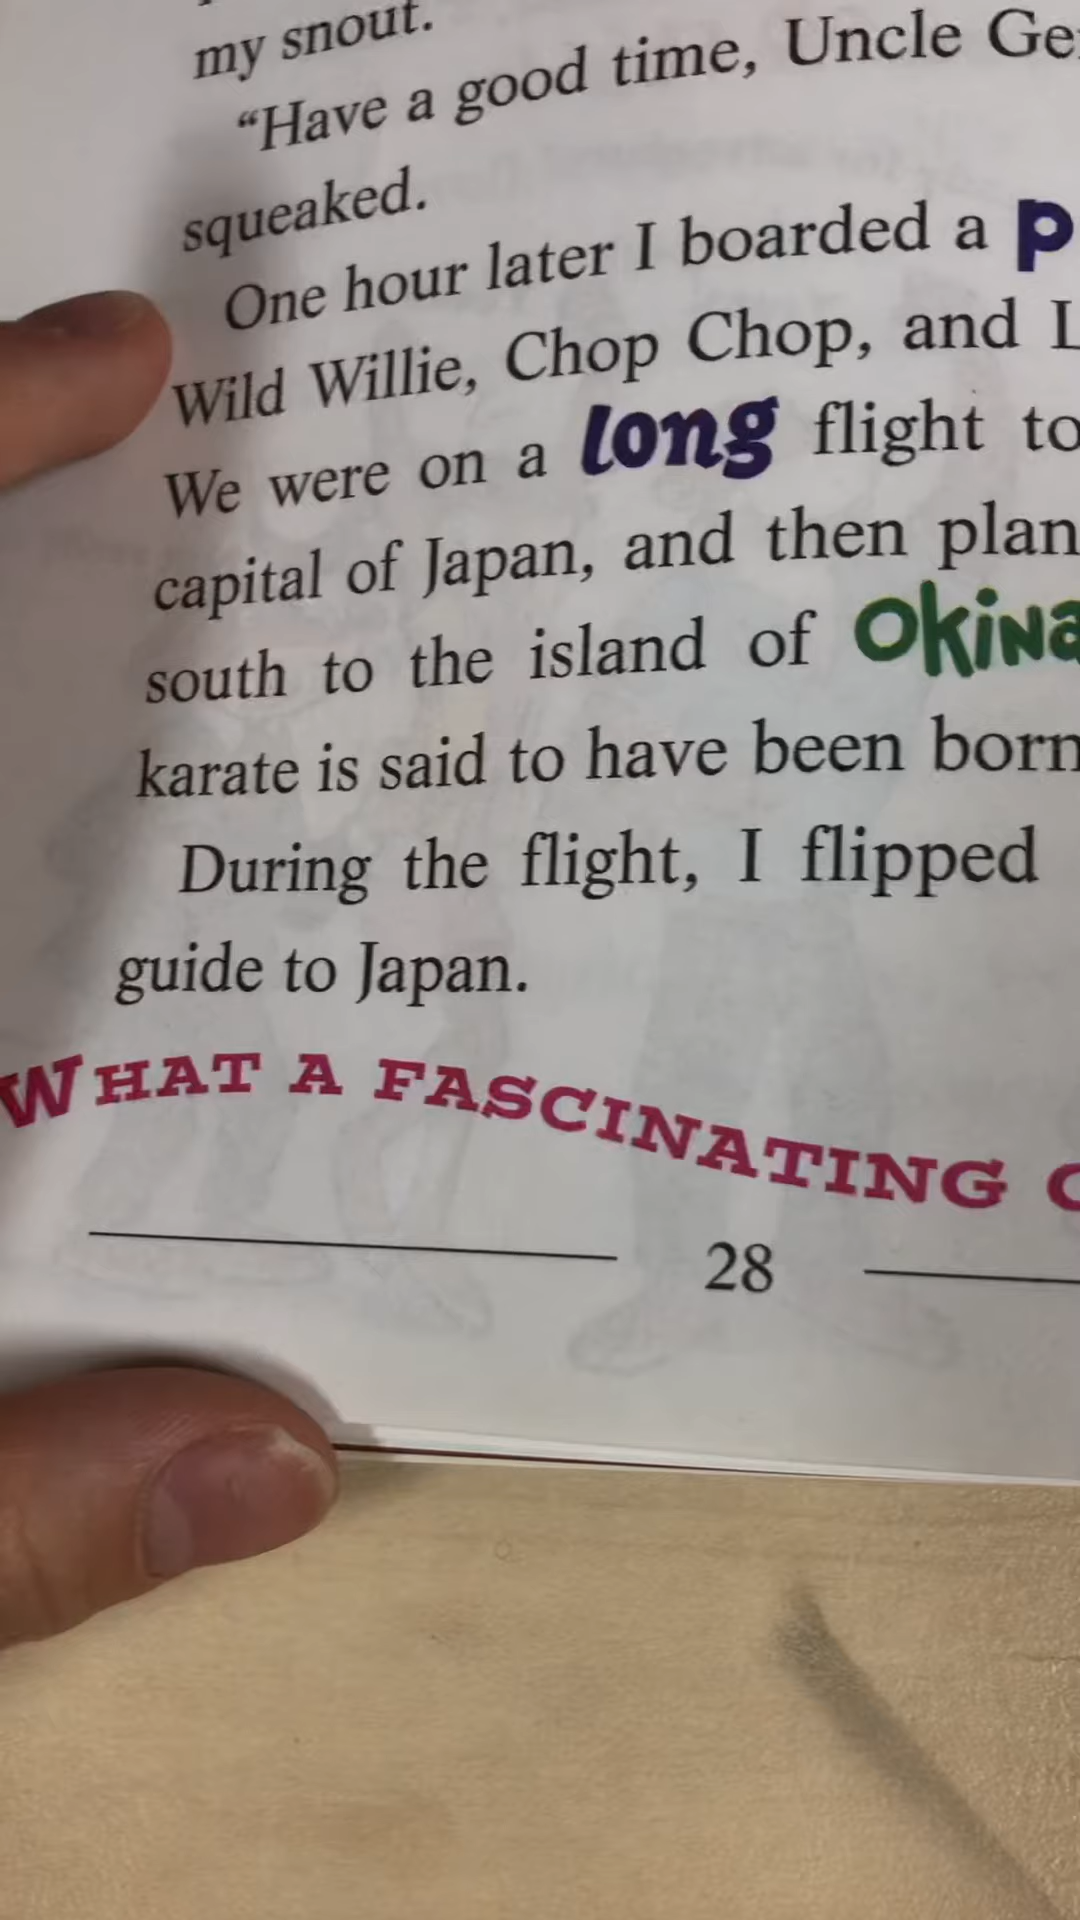 my snout.
“Have a good time, Uncle Ge
squeaked.
One hour later I boarded a p
Wild Willie, Chop Chop, and L
We were on a long flight to
capital of Japan, and then plan
south to the island of Okina
karate is said to have been born
During the flight, I flipped
guide to Japan.
WHAT A FASCINATING C
28